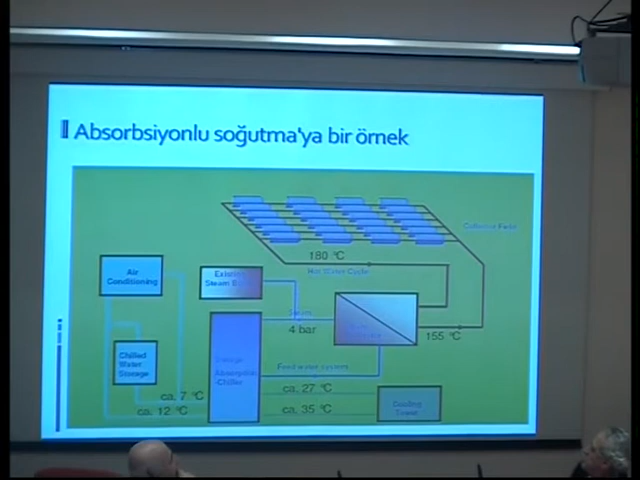 Absorbsiyonlu soğutma'ya bir örnek
Collector Field
180 °C
Hot Water Cycle
Air
Conditioning
Existing
Steam
Steam
4 bar
155 °C
Chilled
Water
Storage
Absorption
-Chiller
Feed water system
ca. 7 °C
ca. 27 °C
ca. 12 °C
ca. 35 °C
Cooling
Tower